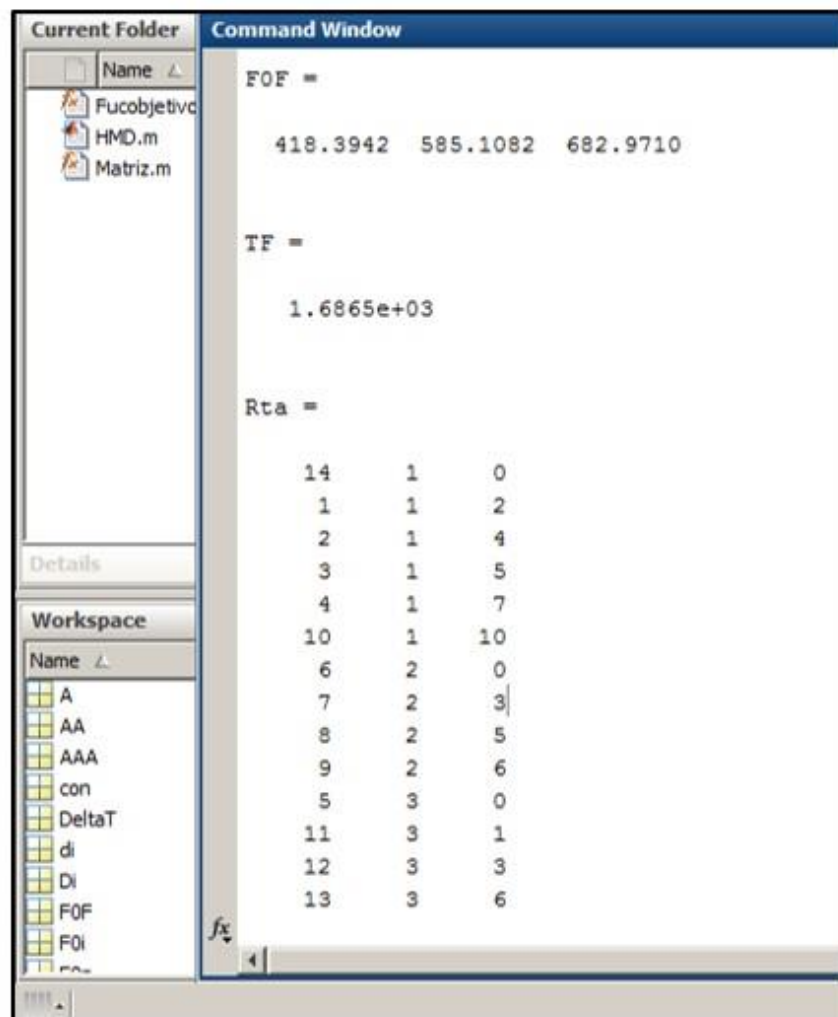 Current Folder
Name
Fucobjetivo
HMD.m
Matriz.m
Details
Workspace
Name
A
AA
AAA
con
DeltaT
di
Di
F0F
F0i
Command Window
F0F =
418.3942 585.1082 682.9710
TF =
1.6865e+03
Rta =
14 1 0
1 1 2
2 1 4
3 1 5
4 1 7
10 1 10
6 2 0
7 2 3
8 2 5
9 2 6
5 3 0
11 3 1
12 3 3
13 3 6
fx